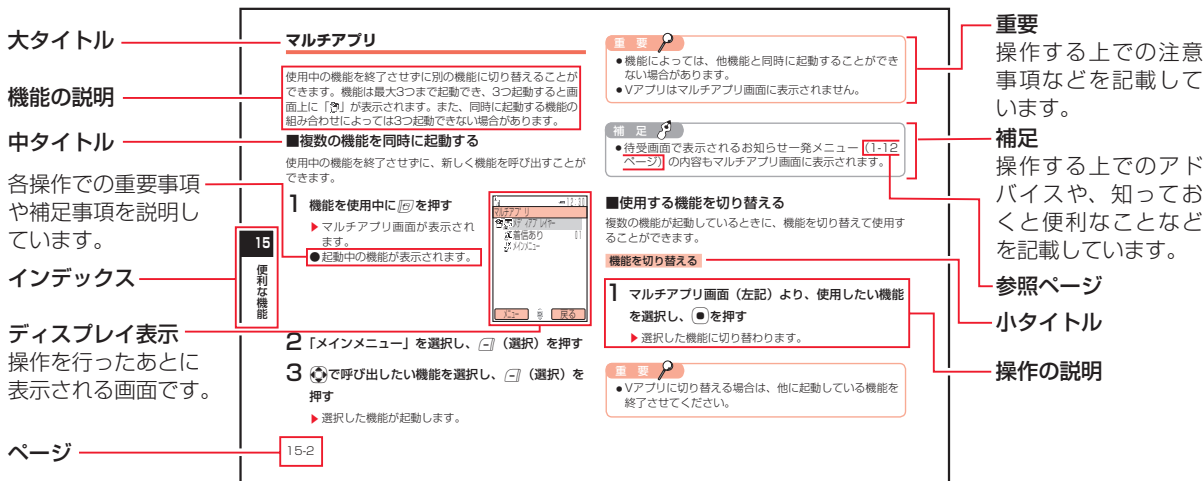 大タイトル
機能の説明
中タイトル
各操作での重要事項
や補足事項を説明し
ています。
インデックス
ディスプレイ表示
操作を行ったあとに
表示される画面です。
ページ
マルチアプリ
使用中の機能を終了させずに別の機能に切り替えることが
できます。機能は最大3つまで起動でき、3つ起動すると画
面上に「」が表示されます。また、同時に起動する機能の
組み合わせによっては3つ起動できない場合があります。
■複数の機能を同時に起動する
使用中の機能を終了させずに、新しく機能を呼び出すことが
できます。
1 機能を使用中にを押す
▶マルチアプリ画面が表示され
ます。
●起動中の機能が表示されます。
12:30
マルチアプリ
メディアプレイヤー
着信あり 01
メインメニュー
メニュー 戻る
2 「メインメニュー」を選択し、（選択）を押す
3 で呼び出したい機能を選択し、（選択）を
押す
▶選択した機能が起動します。
15
便利な機能
15-2
重要
●機能によっては、他機能と同時に起動することができ
ない場合があります。
●Vアプリはマルチアプリ画面に表示されません。
補足
●待受画面で表示されるお知らせ一発メニュー（1-12
ページ）の内容もマルチアプリ画面に表示されます。
■使用する機能を切り替える
複数の機能が起動しているときに、機能を切り替えて使用す
ることができます。
機能を切り替える
1 マルチアプリ画面（左記）より、使用したい機能
を選択し、を押す
▶選択した機能に切り替わります。
重要
●Vアプリに切り替える場合は、他に起動している機能を
終了させてください。
重要
操作する上での注意
事項などを記載して
います。
補足
操作する上でのアド
バイスや、知ってお
くと便利なことなど
を記載しています。
参照ページ
小タイトル
操作の説明